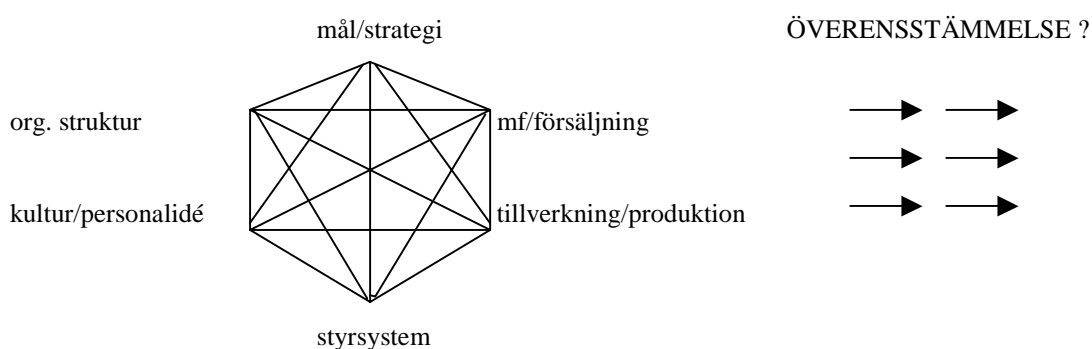 mål/strategi
ÖVERENSSTÄMMELSE ?
org. struktur
mf/försäljning
kultur/personalidé
tillverkning/produktion
styrsystem